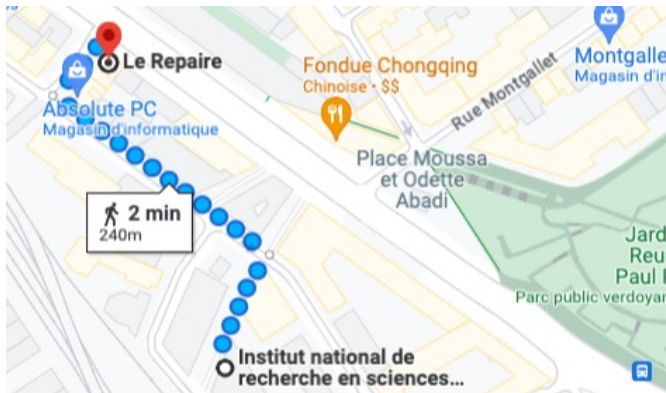 Le Repaire
Absolute PC
Magasin d'informatique
Fondue Chongqing
Chinoise • $$
Montgalle
Magasin d'in
Rue Montgallet
Place Moussa
et Odette
Abadi
2 min
240m
Jard
Reu
Paul
Parc public verdoyan
Institut national de
recherche en sciences...